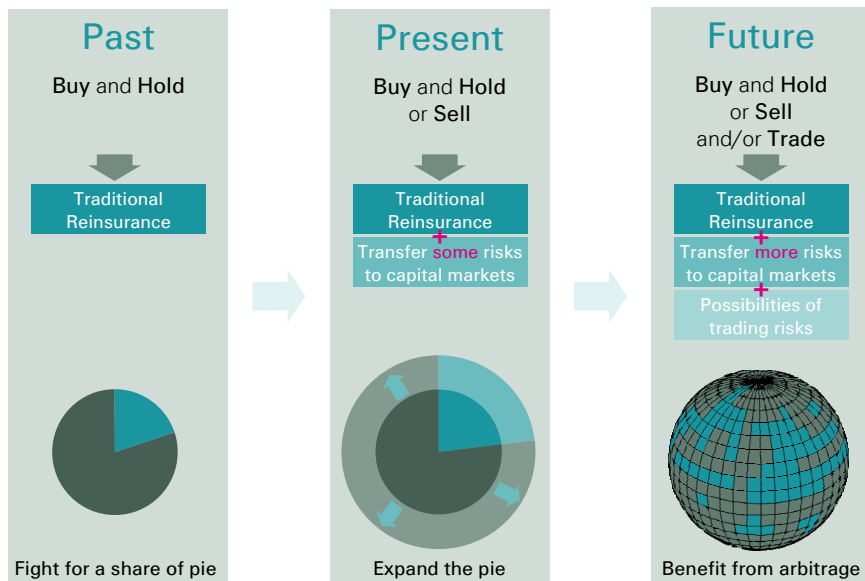 Past
Buy and Hold
Traditional
Reinsurance
Fight for a share of pie
Present
Buy and Hold
or Sell
Traditional
Reinsurance
+
Transfer some risks
to capital markets
Expand the pie
Future
Buy and Hold
or Sell
and/or Trade
Traditional
Reinsurance
+
Transfer more risks
to capital markets
+
Possibilities of
trading risks
Benefit from arbitrage